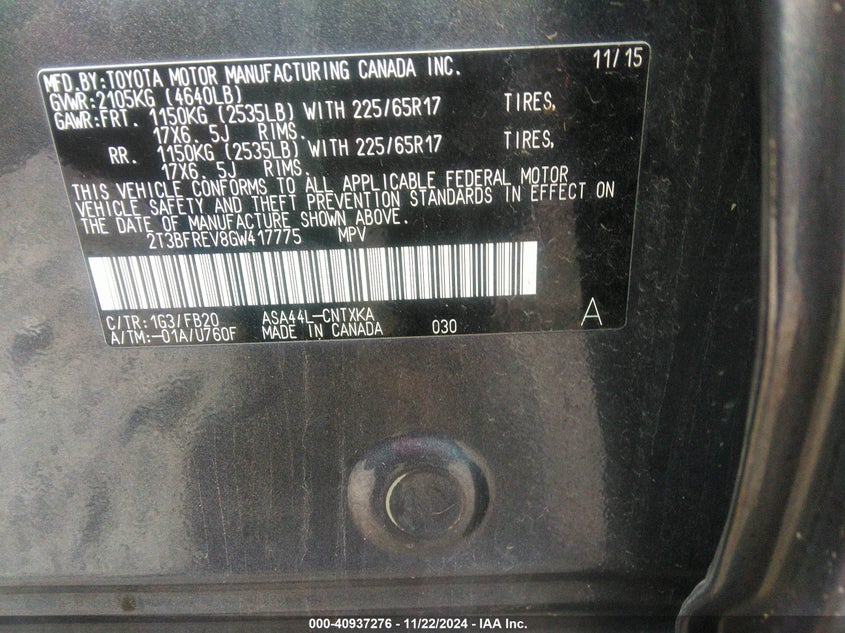 MFD.BY:TOYOTA MOTOR MANUFACTURING CANADA INC. 11/15
GVWR:2105KG (4640LB)
GAWR:FRT. 1150KG (2535LB) WITH 225/65R17 TIRES,
17X6. 5J RIMS.
RR. 1150KG (2535LB) WITH 225/65R17 TIRES,
17X6. 5J RIMS.
THIS VEHICLE CONFORMS TO ALL APPLICABLE FEDERAL MOTOR
VEHICLE SAFETY AND THEFT PREVENTION STANDARDS IN EFFECT ON
THE DATE OF MANUFACTURE SHOWN ABOVE.
2T3BFREV8GW417775 MPV
C/TR:1G3/FB20 ASA44L-CNTXKA
A/TM:-01A/U760F MADE IN CANADA 030 A
000-40937276 - 11/22/2024 - IAA Inc.